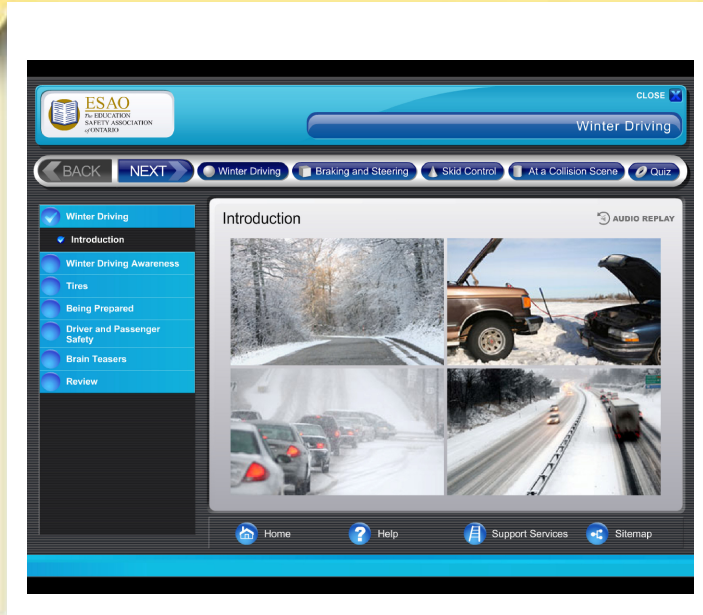 ESAO
The EDUCATION
SAFETY ASSOCIATION
of ONTARIO
CLOSE
Winter Driving
BACK
NEXT
Winter Driving
Braking and Steering
Skid Control
At a Collision Scene
Quiz
Winter Driving
Introduction
Winter Driving Awareness
Tires
Being Prepared
Driver and Passenger
Safety
Brain Teasers
Review
Introduction
AUDIO REPLAY
Home
Help
Support Services
Sitemap